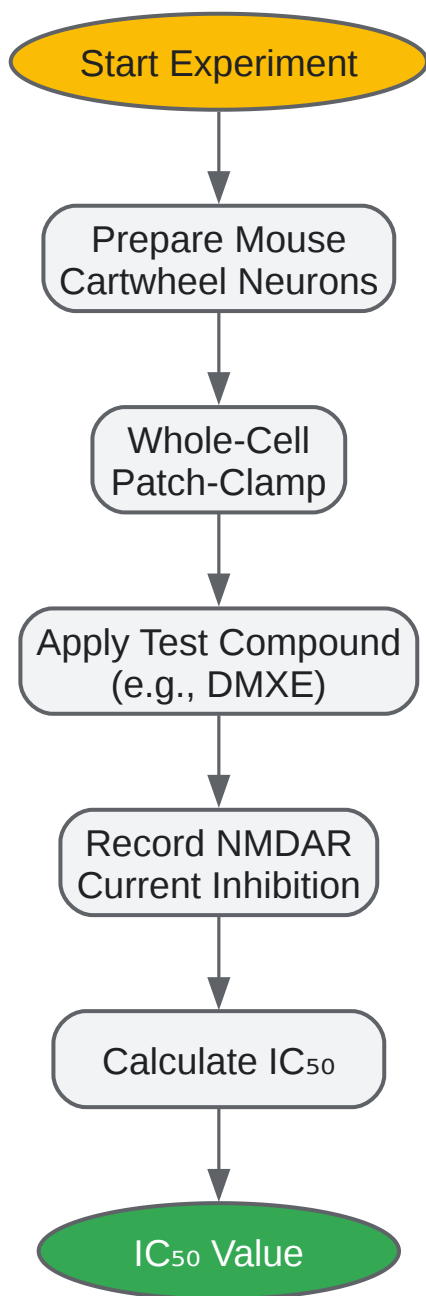 Start Experiment
Prepare Mouse
Cartwheel Neurons
Whole-Cell
Patch-Clamp
Apply Test Compound
(e.g., DMXE)
Record NMDAR
Current Inhibition
Calculate IC₅₀
IC₅₀ Value